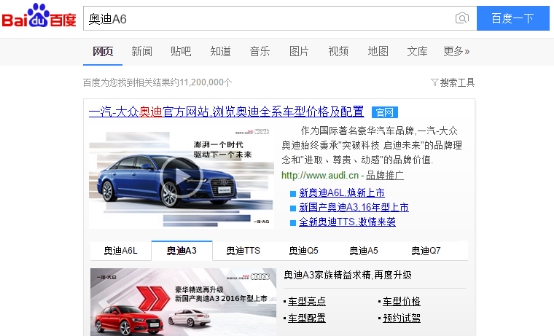 Bai du 百度
奥迪A6
百度一下
网页 新闻 贴吧 知道 音乐 图片 视频 地图 文库 更多»
百度为您找到相关结果约11,200,000个 搜索工具
一汽-大众奥迪官方网站,浏览奥迪全系车型价格及配置 官网
澎湃一个时代
驱动下一个未来
作为国际著名豪华汽车品牌,一汽-大众
奥迪始终秉承"突破科技 启迪未来"的品牌理
念和"进取、尊贵、动感"的品牌价值.
http://www.audi.cn - 品牌推广
新奥迪A6L.焕新上市
新国产奥迪A3.16年型上市
全新奥迪TTS.激情来袭
奥迪A6L 奥迪A3 奥迪TTS 奥迪Q5 奥迪A5 奥迪Q7
豪华精选再升级
新国产奥迪A3 2016年型上市
奥迪A3家族精益求精,再度升级
车型亮点 车型价格
车型配置 预约试驾